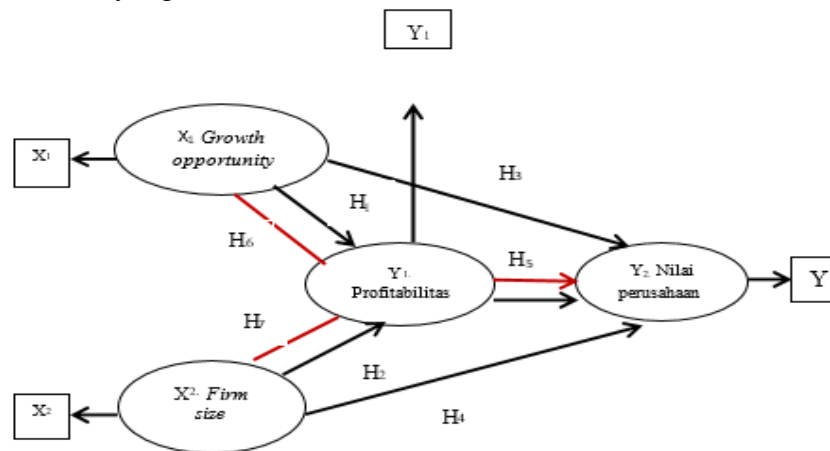 Y1
X1. Growth
opportunity
X1
H3
H1
H6
Y1.
Profitabilitas
H5
Y2. Nilai
perusahaan
Y
H7
H2
X2. Firm
size
X2
H4